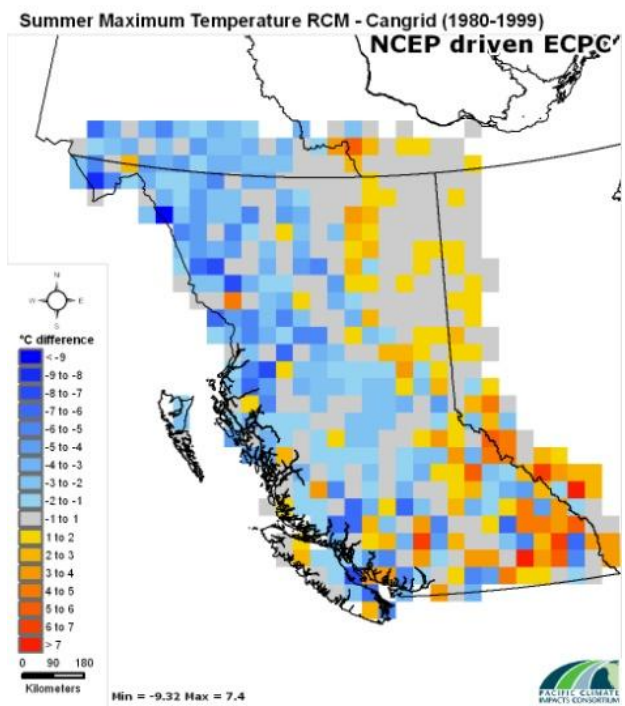 Summer Maximum Temperature RCM - Cangrid (1980-1999)
NCEP driven ECPC
N
W E
S
°C difference
< -9
-9 to -8
-8 to -7
-7 to -6
-6 to -5
-5 to -4
-4 to -3
-3 to -2
-2 to -1
-1 to 1
1 to 2
2 to 3
3 to 4
4 to 5
5 to 6
6 to 7
> 7
0 90 180
Kilometers
Min = -9.32 Max = 7.4
PACIFIC CLIMATE
IMPACTS CONSORTIUM